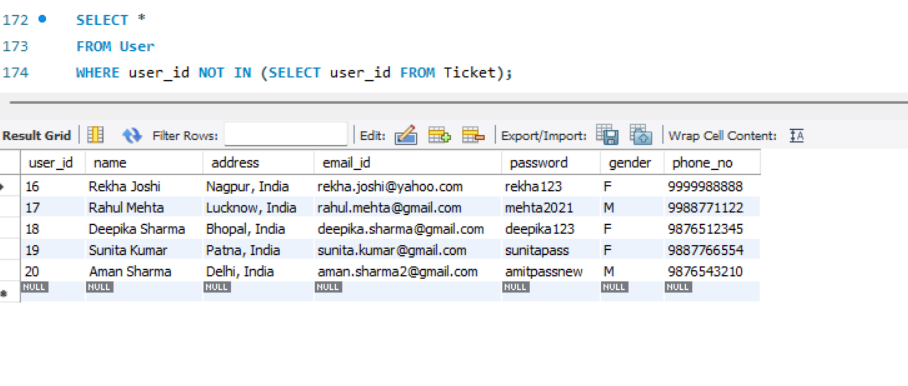 172 SELECT *
173 FROM User
174 WHERE user_id NOT IN (SELECT user_id FROM Ticket);
Result Grid Filter Rows: Edit: Export/Import: Wrap Cell Content: IA
user_id name address email_id password gender phone_no
16 Rekha Joshi Nagpur, India rekha.joshi@yahoo.com rekha123 F 9999988888
17 Rahul Mehta Lucknow, India rahul.mehta@gmail.com mehta2021 M 9988771122
18 Deepika Sharma Bhopal, India deepika.sharma@gmail.com deepika123 F 9876512345
19 Sunita Kumar Patna, India sunita.kumar@gmail.com sunitapass F 9887766554
20 Aman Sharma Delhi, India aman.sharma2@gmail.com amitpassnew M 9876543210
NULL NULL NULL NULL NULL NULL NULL